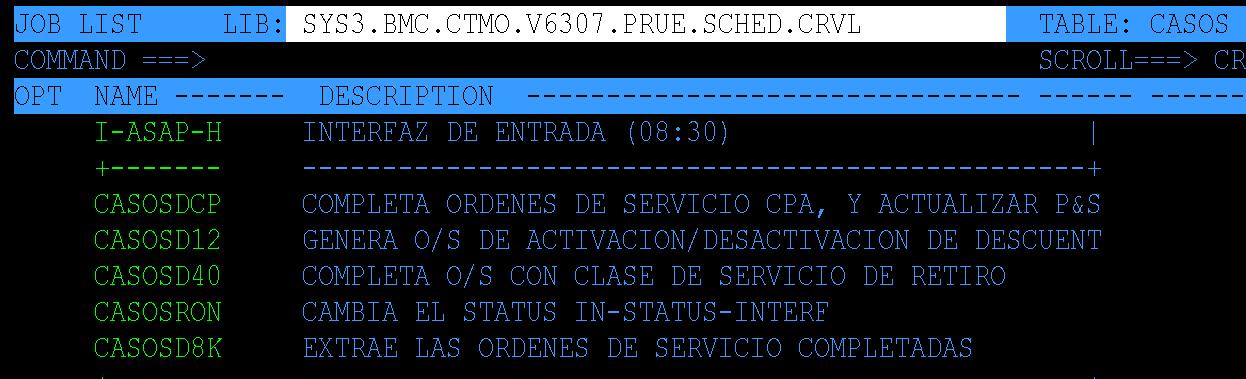 JOB LIST LIB: SYS3.BMC.CTMO.V6307.PRUE.SCHED.CRVL TABLE: CASOS
COMMAND ===> SCROLL===> CR
OPT NAME ------- DESCRIPTION ------------------------------- ------ ------
I-ASAP-H INTERFAZ DE ENTRADA (08:30) |
+------- -------------------------------------------------+
CASOSDCP COMPLETA ORDENES DE SERVICIO CPA, Y ACTUALIZAR P&S
CASOSD12 GENERA O/S DE ACTIVACION/DESACTIVACION DE DESCUENT
CASOSD40 COMPLETA O/S CON CLASE DE SERVICIO DE RETIRO
CASOSRON CAMBIA EL STATUS IN-STATUS-INTERF
CASOSD8K EXTRAE LAS ORDENES DE SERVICIO COMPLETADAS